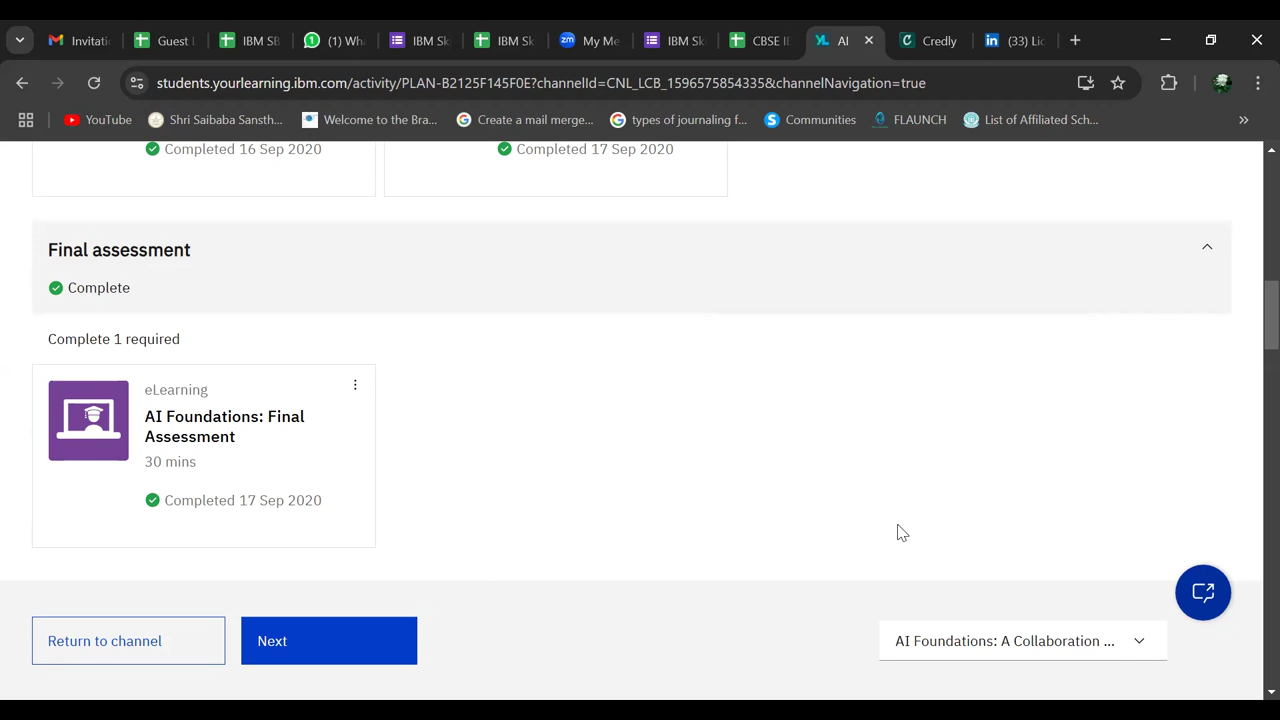 Invitati
Guest
IBM SB
(1) Wh
IBM Sk
IBM Sk
My Me
IBM Sk
CBSE IE
AI
Credly
(33) Lic
students.yourlearning.ibm.com/activity/PLAN-B2125F145F0E?channelId=CNL_LCB_1596575854335&channelNavigation=true
YouTube
Shri Saibaba Sansth...
Welcome to the Bra...
Create a mail merge...
types of journaling f...
Communities
FLAUNCH
List of Affiliated Sch...
Completed 16 Sep 2020
Completed 17 Sep 2020
Final assessment
Complete
Complete 1 required
eLearning
AI Foundations: Final
Assessment
30 mins
Completed 17 Sep 2020
Return to channel
Next
AI Foundations: A Collaboration ...